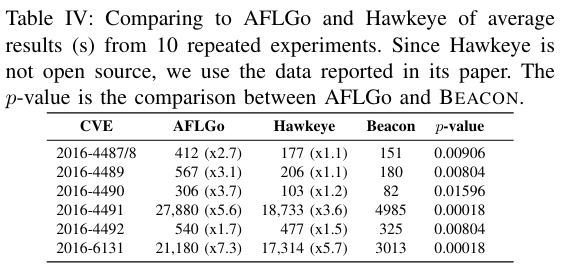 Table IV: Comparing to AFLGo and Hawkeye of average
results (s) from 10 repeated experiments. Since Hawkeye is
not open source, we use the data reported in its paper. The
p-value is the comparison between AFLGo and BEACON.
CVE AFLGo Hawkeye Beacon p-value
2016-4487/8 412 (x2.7) 177 (x1.1) 151 0.00906
2016-4489 567 (x3.1) 206 (x1.1) 180 0.00804
2016-4490 306 (x3.7) 103 (x1.2) 82 0.01596
2016-4491 27,880 (x5.6) 18,733 (x3.6) 4985 0.00018
2016-4492 540 (x1.7) 477 (x1.5) 325 0.00804
2016-6131 21,180 (x7.3) 17,314 (x5.7) 3013 0.00018